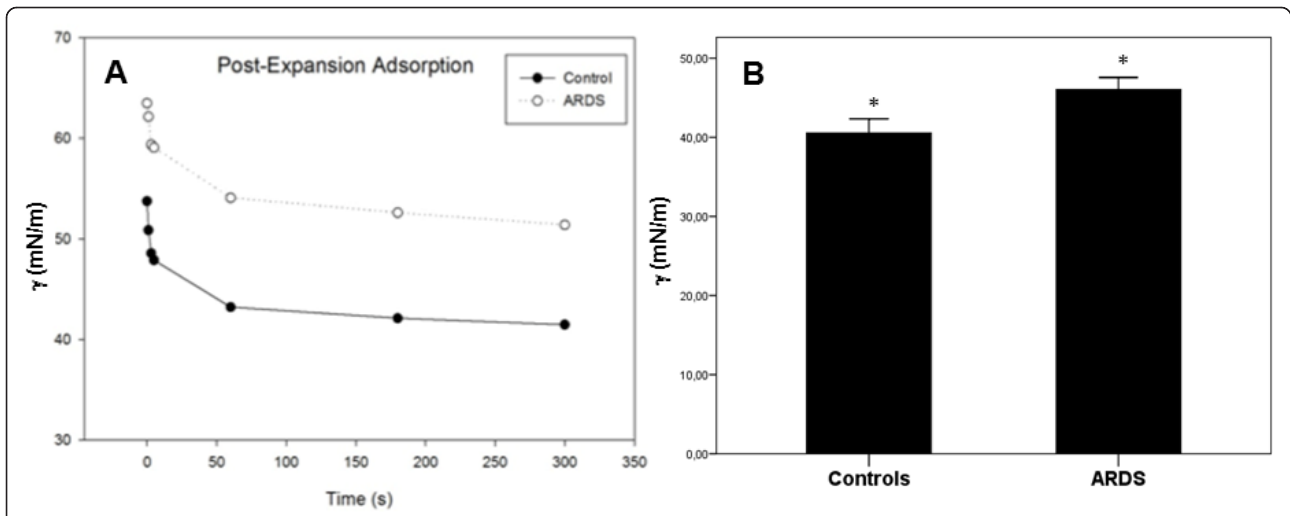 A
Post-Expansion Adsorption
Control
ARDS
70
60
50
40
30
γ (mN/m)
0
50
100
150
200
250
300
350
Time (s)
B
50,00
40,00
30,00
20,00
10,00
0,00
γ (mN/m)
*
*
Controls
ARDS